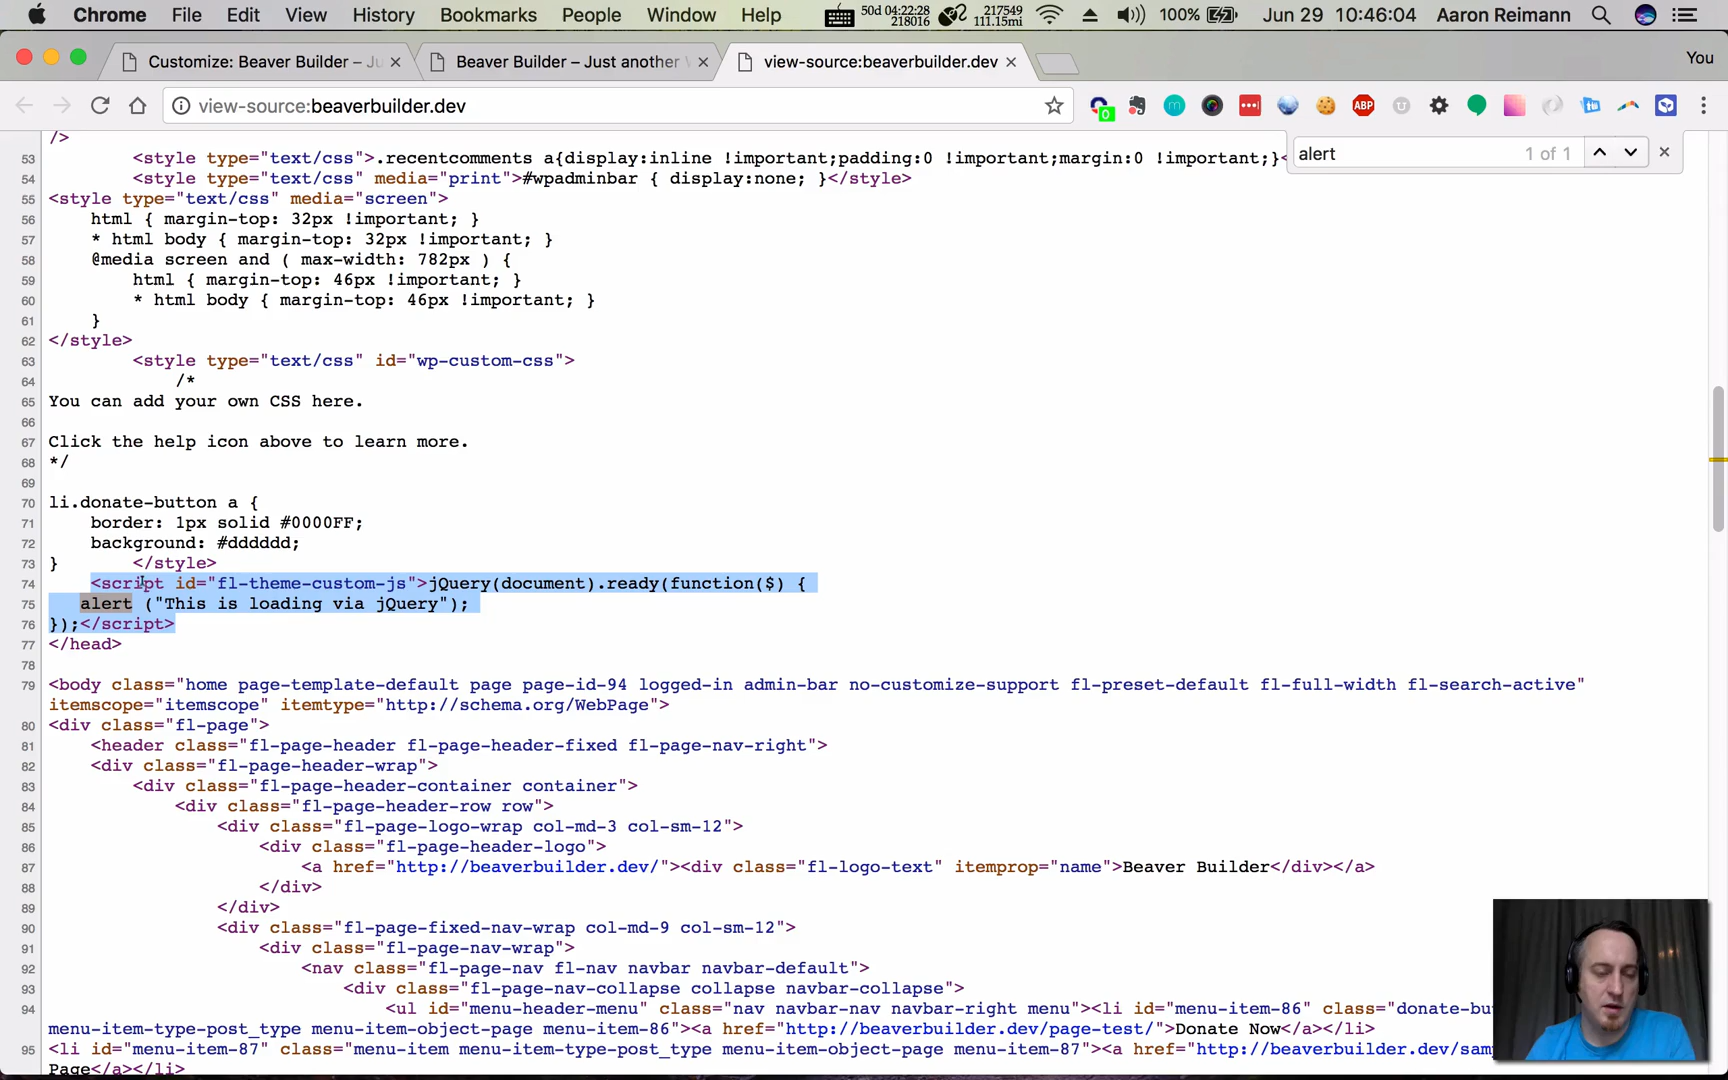 Chrome File Edit View History Bookmarks People Window Help 50d 04:22:28 218016 217549 111.15mi 100% Jun 29 10:46:04 Aaron Reimann
Customize: Beaver Builder – Ju Beaver Builder – Just another view-source:beaverbuilder.dev You
view-source:beaverbuilder.dev 0 m ABP
alert 1 of 1
/>
53 <style type="text/css">.recentcomments a{display:inline !important;padding:0 !important;margin:0 !important;}<
54 <style type="text/css" media="print">#wpadminbar { display:none; }</style>
55 <style type="text/css" media="screen">
56 html { margin-top: 32px !important; }
57 * html body { margin-top: 32px !important; }
58 @media screen and ( max-width: 782px ) {
59 html { margin-top: 46px !important; }
60 * html body { margin-top: 46px !important; }
61 }
62 </style>
63 <style type="text/css" id="wp-custom-css">
64 /*
65 You can add your own CSS here.
66
67 Click the help icon above to learn more.
68 */
69
70 li.donate-button a {
71 border: 1px solid #0000FF;
72 background: #dddddd;
73 } </style>
74 <script id="fl-theme-custom-js">jQuery(document).ready(function($) {
75 alert ("This is loading via jQuery");
76 });</script>
77 </head>
78
79 <body class="home page-template-default page page-id-94 logged-in admin-bar no-customize-support fl-preset-default fl-full-width fl-search-active"
itemscope="itemscope" itemtype="http://schema.org/WebPage">
80 <div class="fl-page">
81 <header class="fl-page-header fl-page-header-fixed fl-page-nav-right">
82 <div class="fl-page-header-wrap">
83 <div class="fl-page-header-container container">
84 <div class="fl-page-header-row row">
85 <div class="fl-page-logo-wrap col-md-3 col-sm-12">
86 <div class="fl-page-header-logo">
87 <a href="http://beaverbuilder.dev/"><div class="fl-logo-text" itemprop="name">Beaver Builder</div></a>
88 </div>
89 </div>
90 <div class="fl-page-fixed-nav-wrap col-md-9 col-sm-12">
91 <div class="fl-page-nav-wrap">
92 <nav class="fl-page-nav fl-nav navbar navbar-default">
93 <div class="fl-page-nav-collapse collapse navbar-collapse">
94 <ul id="menu-header-menu" class="nav navbar-nav navbar-right menu"><li id="menu-item-86" class="donate-bu
menu-item-type-post_type menu-item-object-page menu-item-86"><a href="http://beaverbuilder.dev/page-test/">Donate Now</a></li>
95 <li id="menu-item-87" class="menu-item menu-item-type-post_type menu-item-object-page menu-item-87"><a href="http://beaverbuilder.dev/sam
Page</a></li>